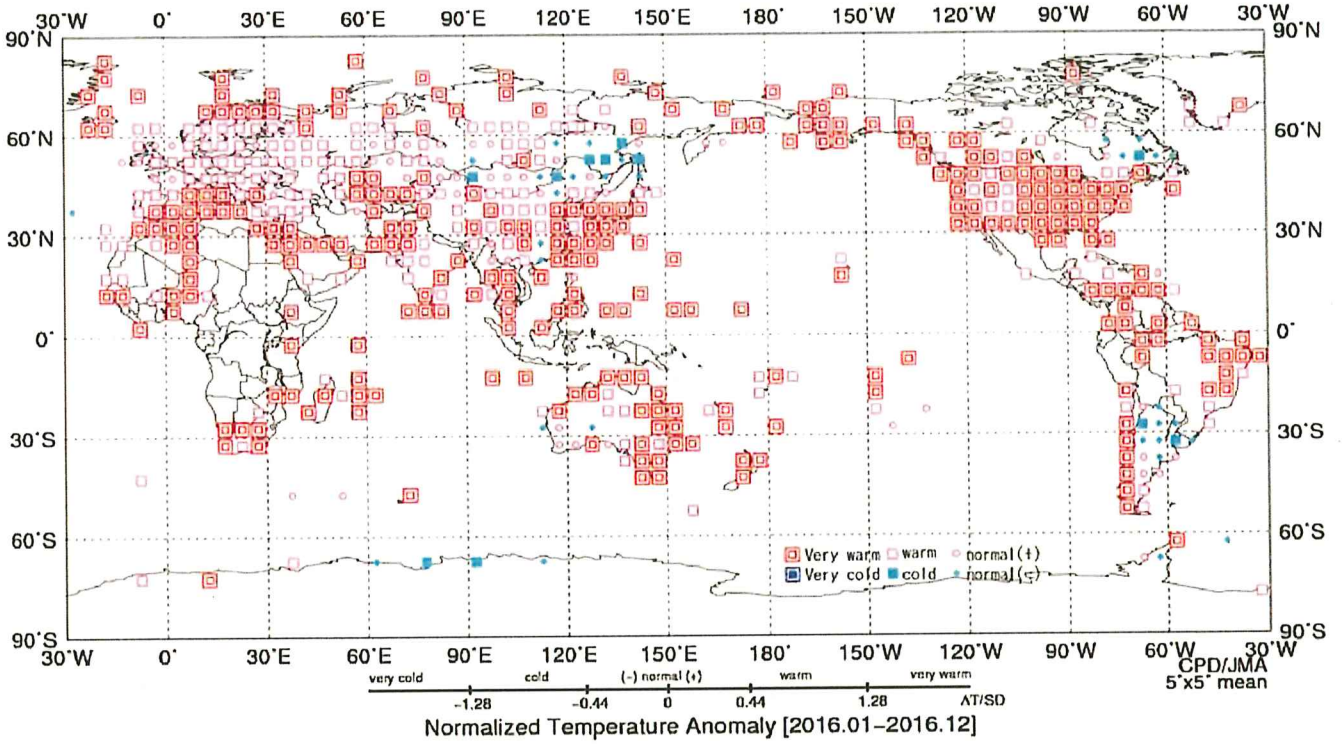 30˚W 0˚ 30˚E 60˚E 90˚E 120˚E 150˚E 180˚ 150˚W 120˚W 90˚W 60˚W 30˚W
90˚N 90˚N
60˚N 60˚N
30˚N 30˚N
0˚ 0˚
30˚S 30˚S
60˚S 60˚S
Very warm warm normal(+)
Very cold cold normal(-)
90˚S 90˚S
30˚W 0˚ 30˚E 60˚E 90˚E 120˚E 150˚E 180˚ 150˚W 120˚W 90˚W 60˚W 30˚W
CPD/JMA
5˚x5˚ mean
very cold cold (-) normal (+) warm very warm
-1.28 -0.44 0 0.44 1.28 ΔT/SD
Normalized Temperature Anomaly [2016.01-2016.12]